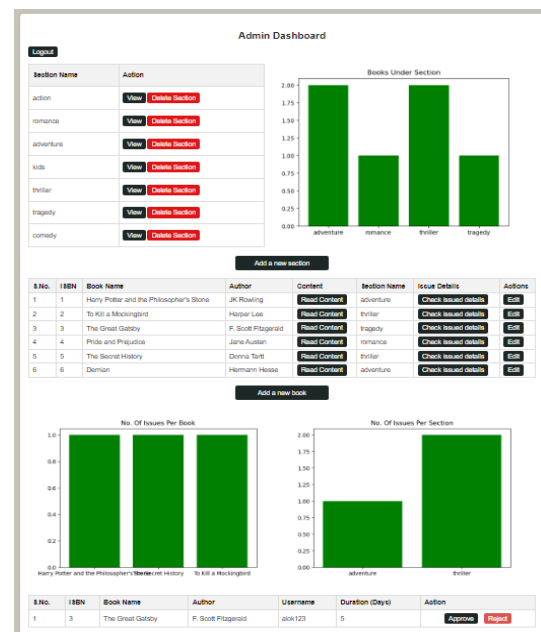 Admin Dashboard
Logout
Section Name Action
action View Delete Section
romance View Delete Section
adventure View Delete Section
kids View Delete Section
thriller View Delete Section
tragedy View Delete Section
comedy View Delete Section
Books Under Section
2.00
1.75
1.50
1.25
1.00
0.75
0.50
0.25
0.00
adventure romance thriller tragedy
Add a new section
S.No. ISBN Book Name Author Content Section Name Issue Details Actions
1 1 Harry Potter and the Philosopher's Stone JK Rowling Read Content adventure Check issued details Edit
2 2 To Kill a Mockingbird Harper Lee Read Content thriller Check issued details Edit
3 3 The Great Gatsby F. Scott Fitzgerald Read Content tragedy Check issued details Edit
4 4 Pride and Prejudice Jane Austen Read Content romance Check issued details Edit
5 5 The Secret History Donna Tartt Read Content thriller Check issued details Edit
6 6 Demian Hermann Hesse Read Content adventure Check issued details Edit
Add a new book
No. Of Issues Per Book
1.0
0.8
0.6
0.4
0.2
0.0
Harry Potter and the Philosopher's Secret History To Kill a Mockingbird
No. Of Issues Per Section
2.00
1.75
1.50
1.25
1.00
0.75
0.50
0.25
0.00
adventure thriller
S.No. ISBN Book Name Author Username Duration (Days) Action
1 3 The Great Gatsby F. Scott Fitzgerald alok123 5 Approve Reject